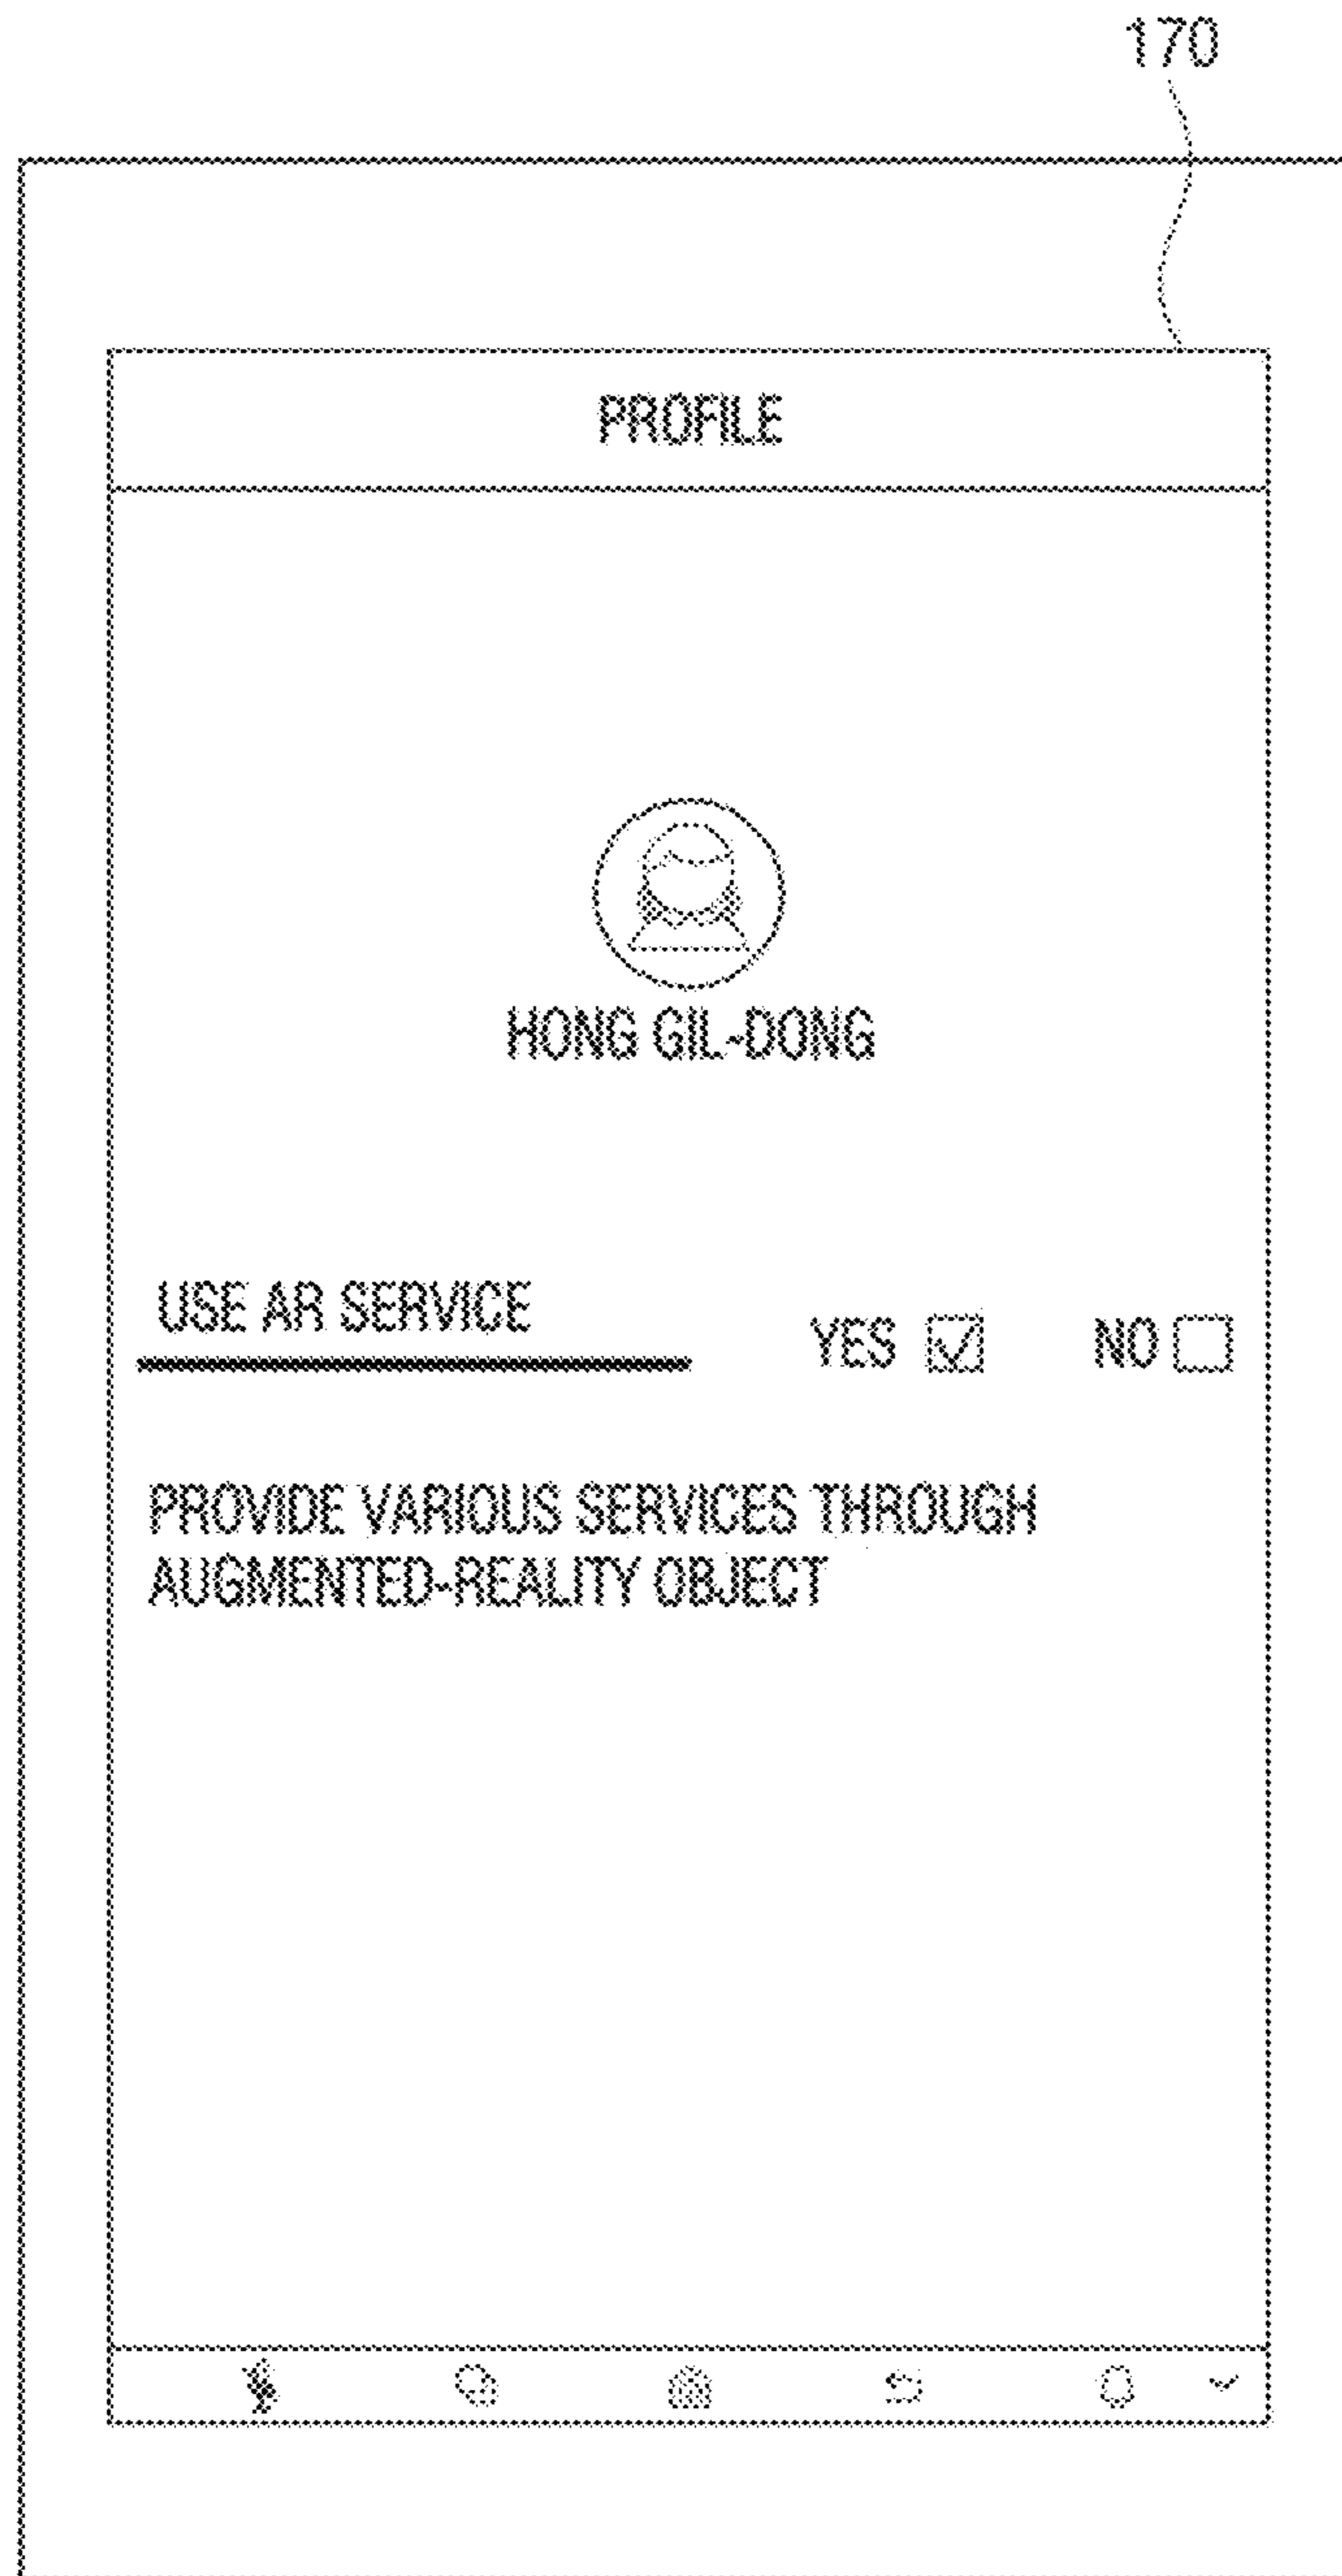 170
PROFILE
HONG GIL-DONG
USE AR SERVICE
YES NO
PROVIDE VARIOUS SERVICES THROUGH
AUGMENTED-REALITY OBJECT